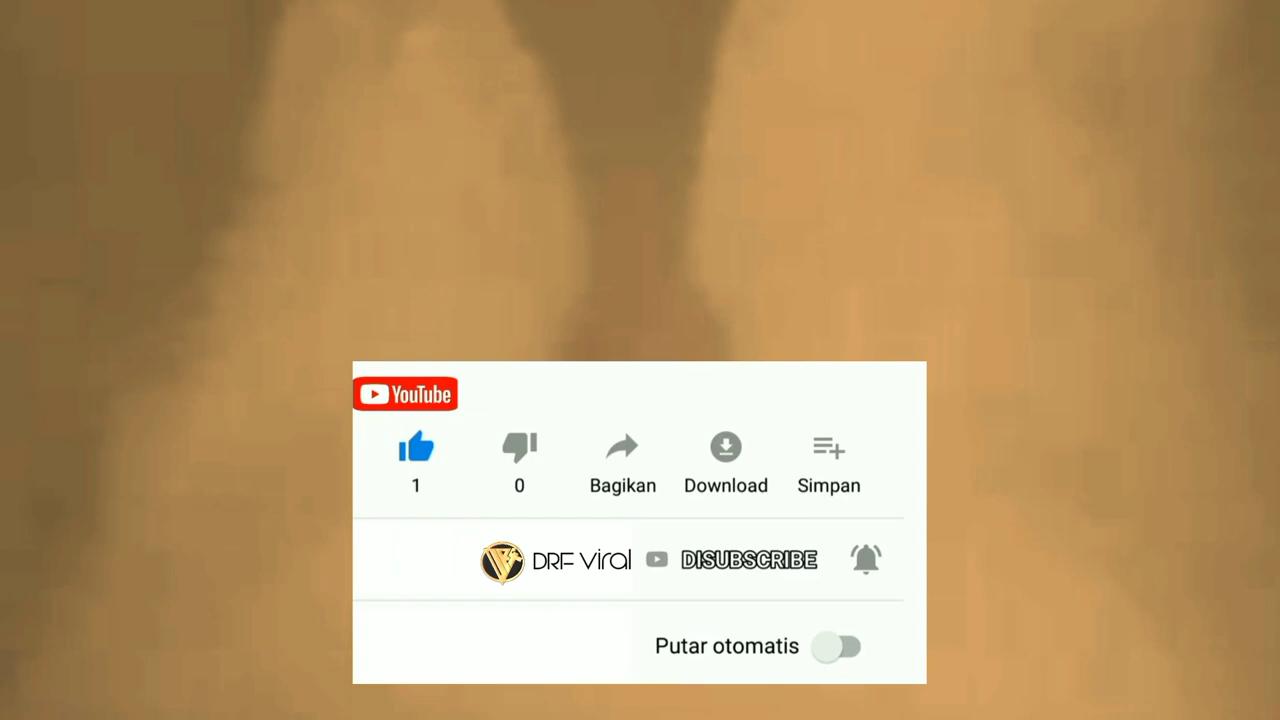 YouTube
1 0 Bagikan Download Simpan
DRF Viral DISUBSCRIBE
Putar otomatis